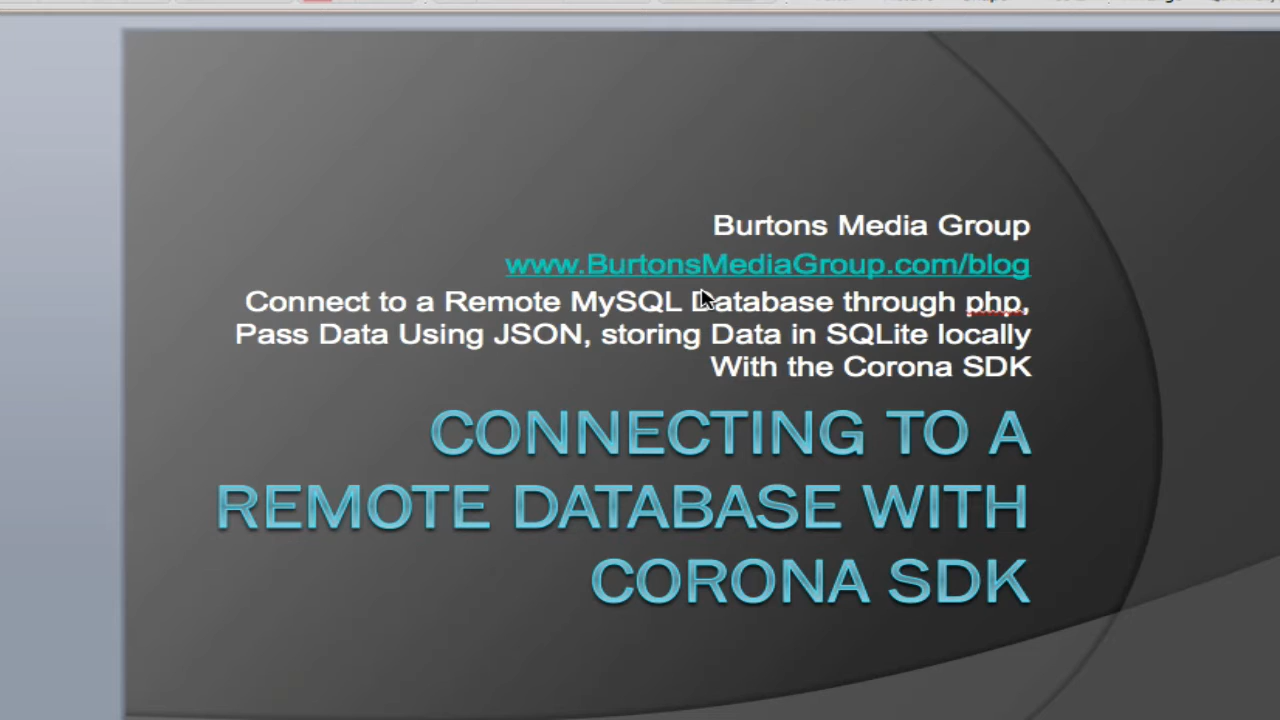 Burtons Media Group
www.BurtonsMediaGroup.com/blog
Connect to a Remote MySQL Database through php,
Pass Data Using JSON, storing Data in SQLite locally
With the Corona SDK
CONNECTING TO A
REMOTE DATABASE WITH
CORONA SDK